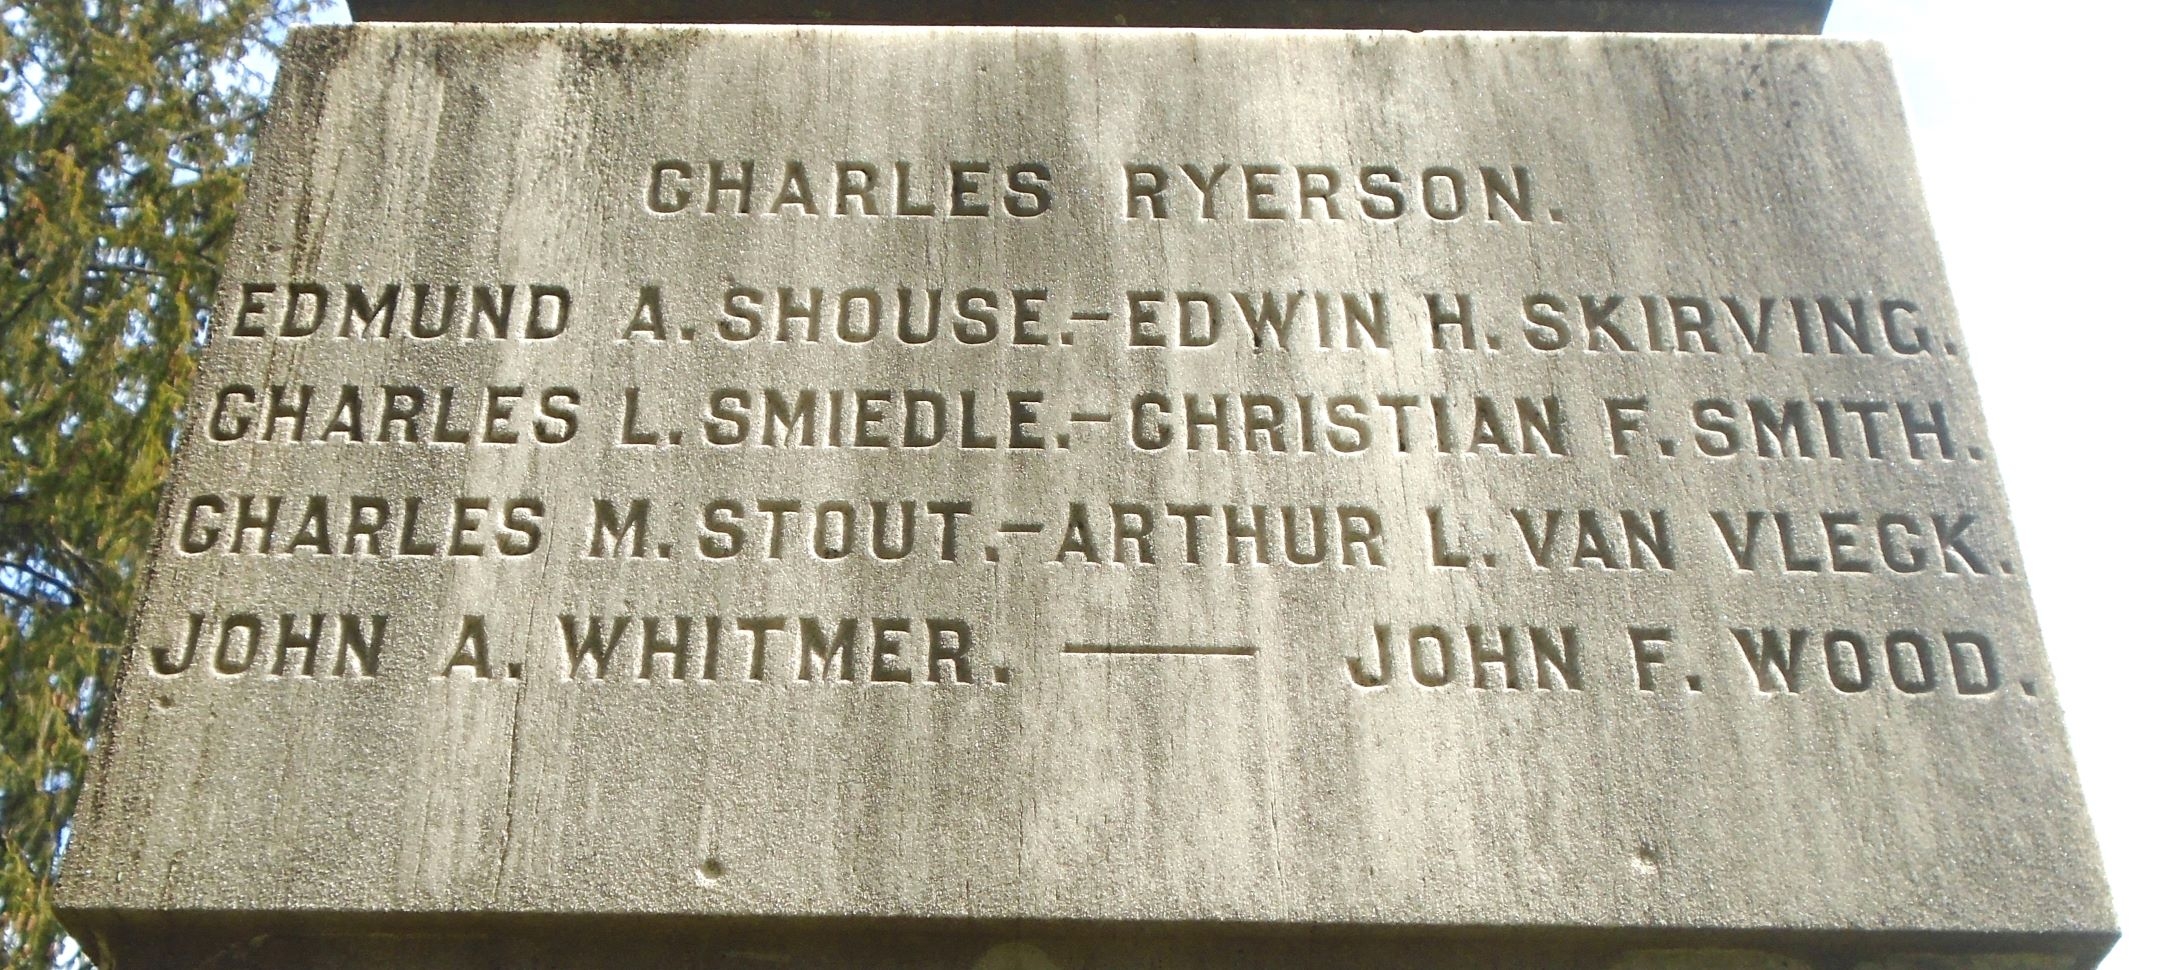 CHARLES RYERSON.
EDMUND A. SHOUSE.-EDWIN H. SKIRVING.
CHARLES L. SMIEDLE.-CHRISTIAN F. SMITH.
CHARLES M. STOUT.-ARTHUR L. VAN VLECK.
JOHN A. WHITMER. — JOHN F. WOOD.